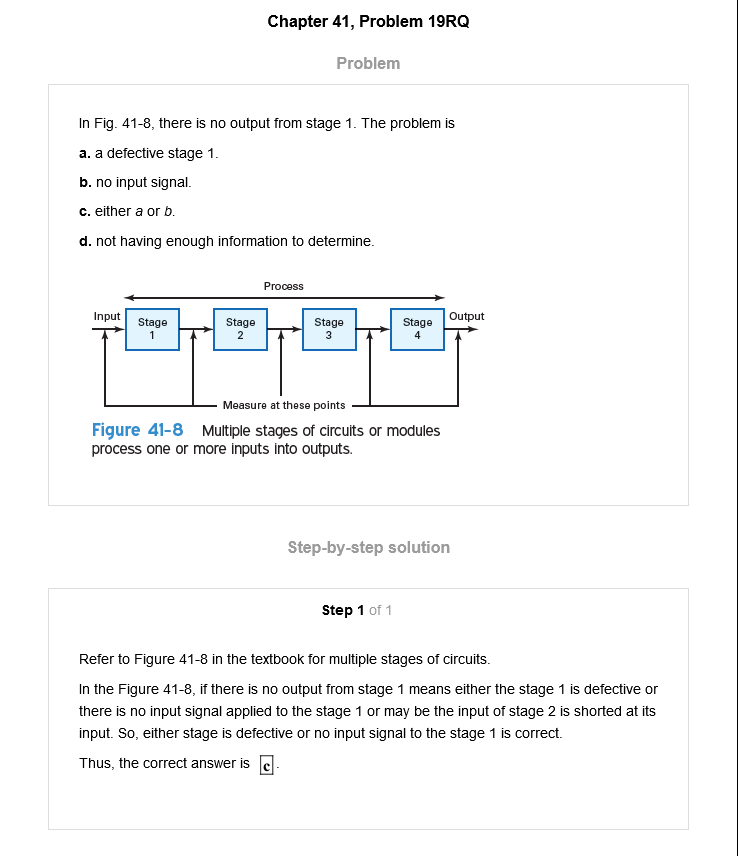 Chapter 41, Problem 19RQ
Problem
In Fig. 41-8, there is no output from stage 1. The problem is
a. a defective stage 1.
b. no input signal.
c. either a or b.
d. not having enough information to determine.
Process
Input
Stage
1
Stage
2
Stage
3
Stage
4
Output
Measure at these points
Figure 41-8 Multiple stages of circuits or modules
process one or more inputs into outputs.
Step-by-step solution
Step 1 of 1
Refer to Figure 41-8 in the textbook for multiple stages of circuits.
In the Figure 41-8, if there is no output from stage 1 means either the stage 1 is defective or
there is no input signal applied to the stage 1 or may be the input of stage 2 is shorted at its
input. So, either stage is defective or no input signal to the stage 1 is correct.
Thus, the correct answer is c.